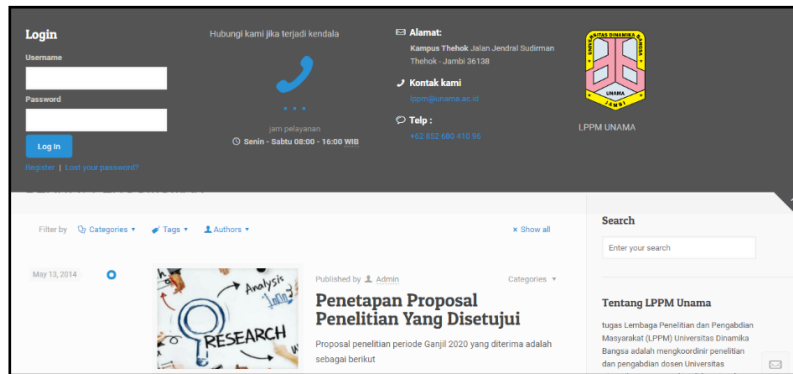 Login
Username
Password
Log In
Register | Lost your password?
Hubungi kami jika terjadi kendala
jam pelayanan
Senin - Sabtu 08:00 - 16:00 WIB
Alamat:
Kampus Thehok Jalan Jendral Sudirman
Thehok - Jambi 36138
Kontak kami
lppm@unama.ac.id
Telp :
+62 852 680 410 96
UNAMA
JAMBI
LPPM UNAMA
Filter by Categories Tags Authors × Show all
May 13, 2014
Analysis
RESEARCH
Published by Admin
Categories
Penetapan Proposal
Penelitian Yang Disetujui
Proposal penelitian periode Ganjil 2020 yang diterima adalah
sebagai berikut
Search
Enter your search
Tentang LPPM Unama
tugas Lembaga Penelitian dan Pengabdian
Masyarakat (LPPM) Universitas Dinamika
Bangsa adalah mengkoordinir penelitian
dan pengabdian dosen Universitas